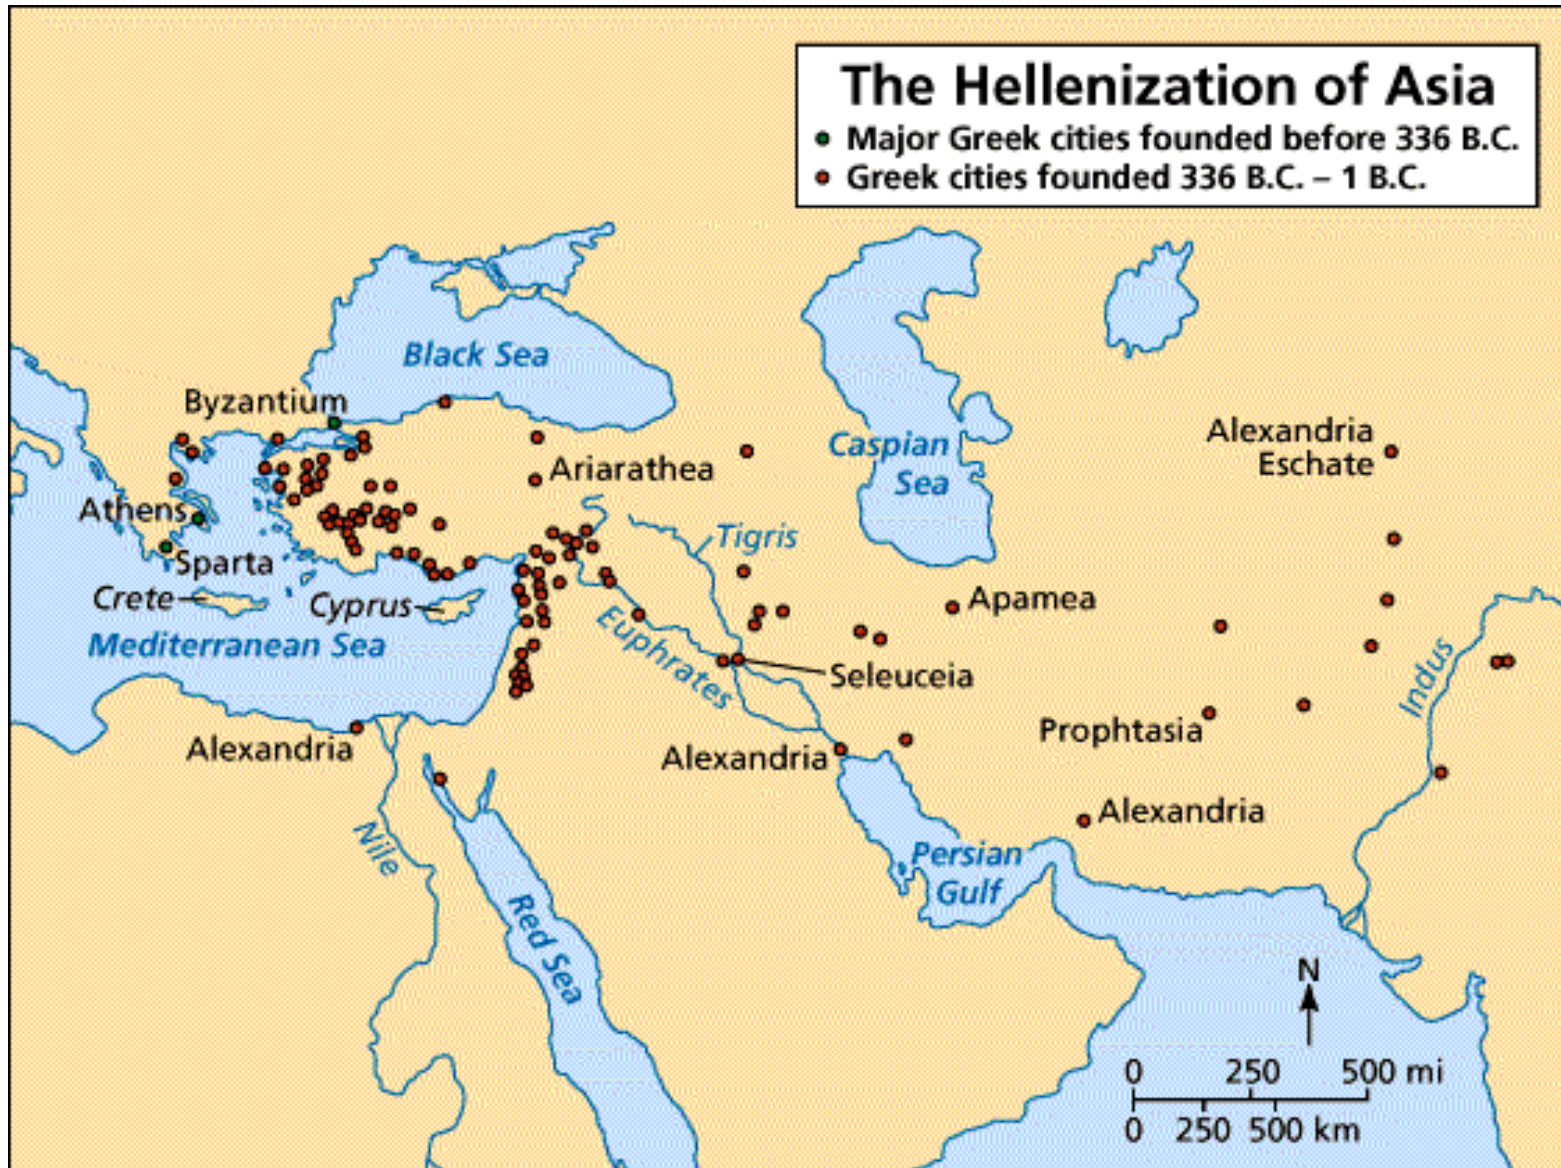 The Hellenization of Asia
Major Greek cities founded before 336 B.C.
Greek cities founded 336 B.C. – 1 B.C.
Black Sea
Byzantium
Caspian
Sea
Alexandria
Eschate
Ariarathea
Athens
Sparta
Tigris
Crete
Cyprus
Apamea
Mediterranean Sea
Euphrates
Seleuceia
Indus
Alexandria
Alexandria
Prophtasia
Alexandria
Nile
Persian
Gulf
Red Sea
N
0 250 500 mi
0 250 500 km